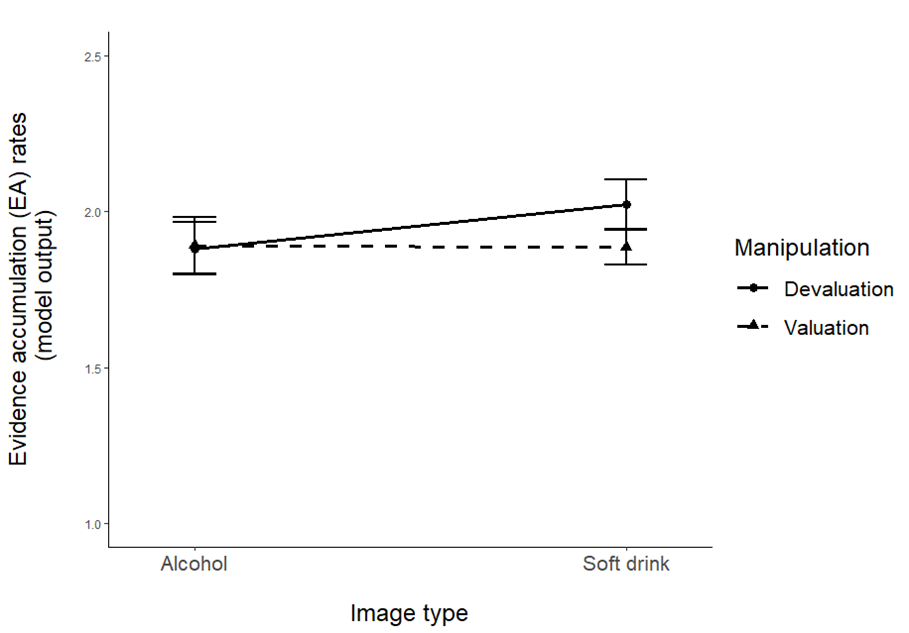 Evidence accumulation (EA) rates
(model output)
2.5
2.0
1.5
1.0
Alcohol
Soft drink
Image type
Manipulation
Devaluation
Valuation